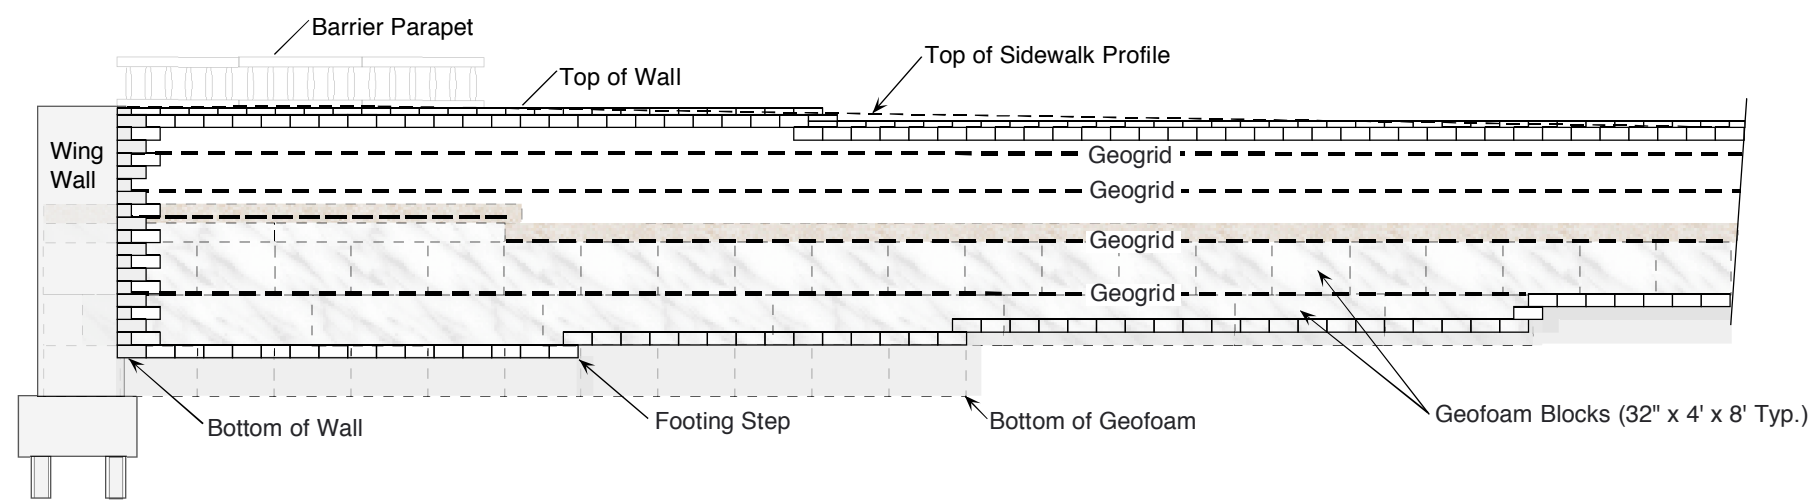 Barrier Parapet
Top of Wall
Top of Sidewalk Profile
Wing
Wall
Geogrid
Geogrid
Geogrid
Geogrid
Bottom of Wall
Footing Step
Bottom of Geofoam
Geofoam Blocks (32" x 4' x 8' Typ.)